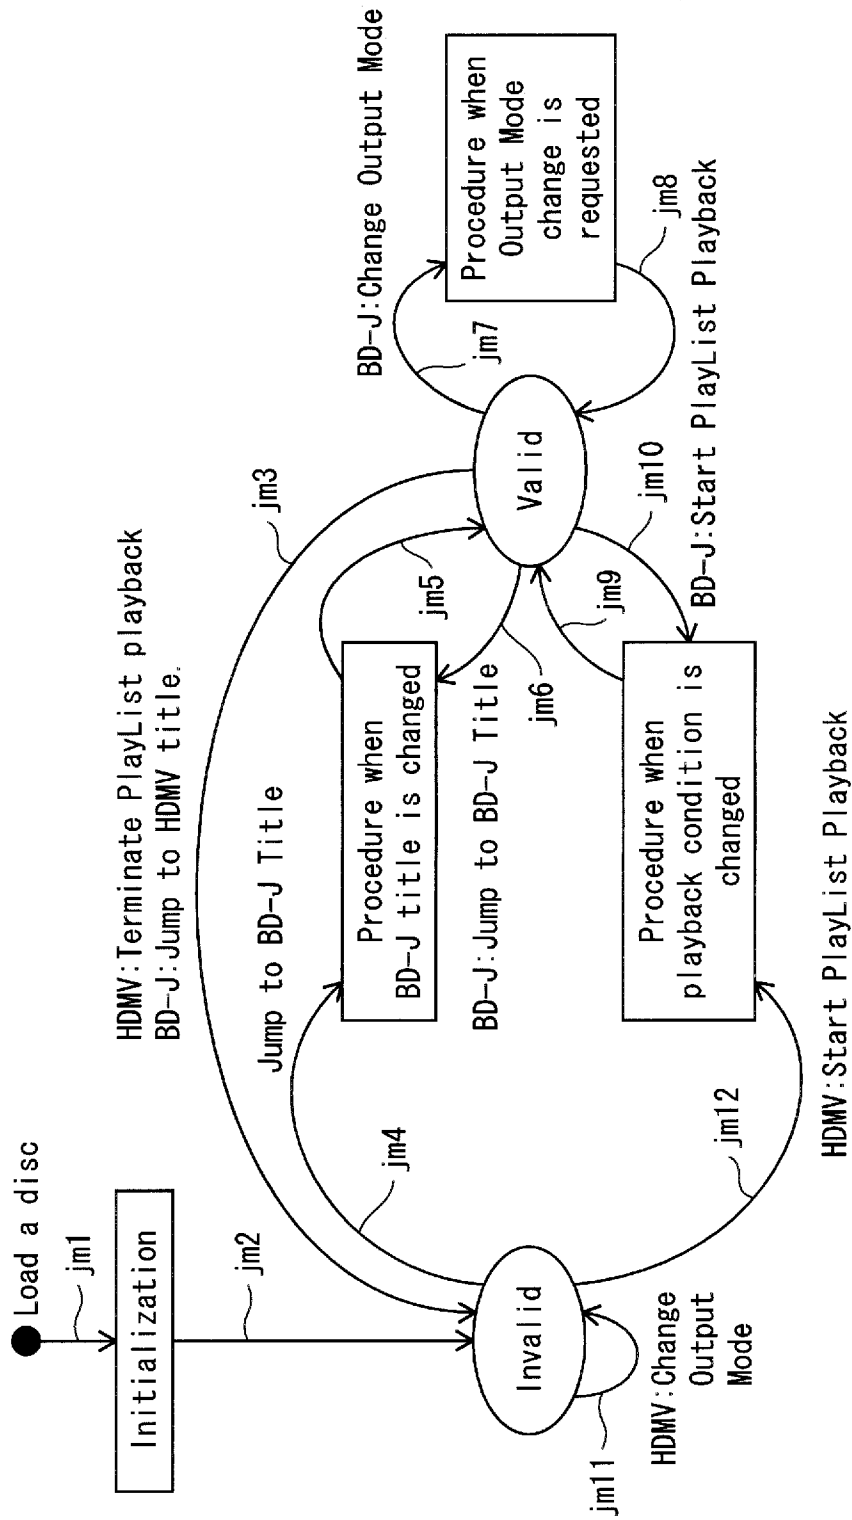 Load a disc
jm1
Initialization
jm2
HDMV:Terminate PlayList playback
BD-J:Jump to HDMV title.
jm3
Jump to BD-J Title
jm4
Procedure when
BD-J title is changed
jm5
BD-J:Jump to BD-J Title
jm6
BD-J:Change Output Mode
jm7
Procedure when
Output Mode
change is
requested
jm8
Invalid
Valid
jm9
jm10
BD-J:Start PlayList Playback
Procedure when
playback condition is
changed
jm11
HDMV:Change
Output
Mode
jm12
HDMV:Start PlayList Playback